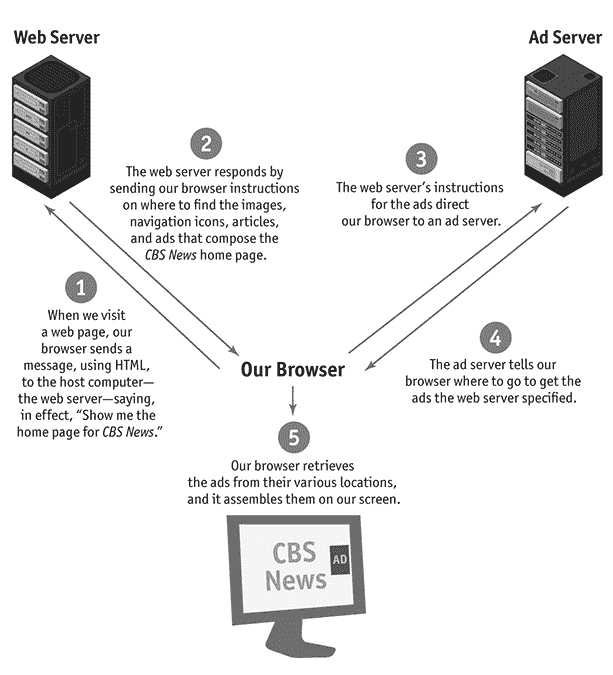 Web Server
Ad Server
2
The web server responds by
sending our browser instructions
on where to find the images,
navigation icons, articles,
and ads that compose the
CBS News home page.
3
The web server's instructions
for the ads direct
our browser to an ad server.
1
When we visit
a web page, our
browser sends a
message, using HTML,
to the host computer—
the web server—saying,
in effect, “Show me the
home page for CBS News.”
4
The ad server tells our
browser where to go to get the
ads the web server specified.
Our Browser
5
Our browser retrieves
the ads from their various locations,
and it assembles them on our screen.
CBS
News
AD